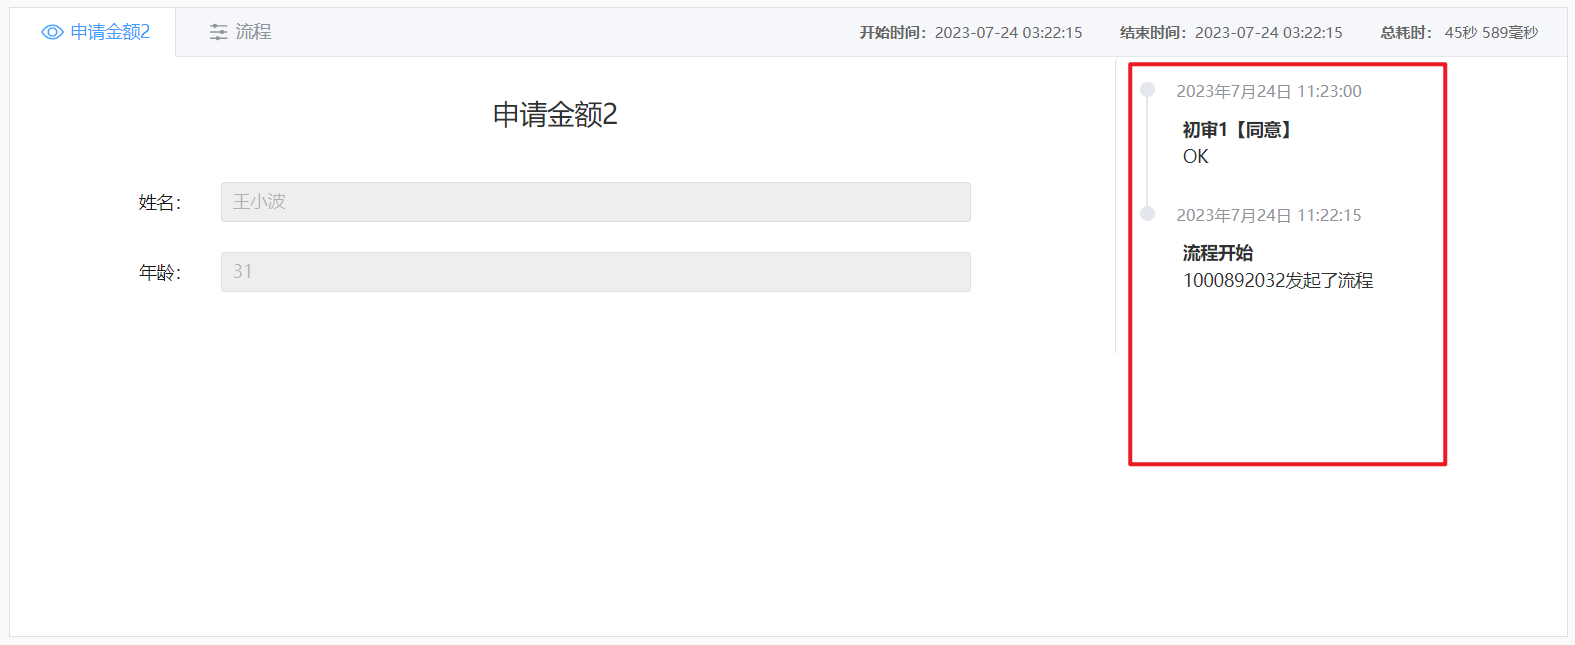 申请金额2
流程
开始时间：2023-07-24 03:22:15
结束时间：2023-07-24 03:22:15
总耗时： 45秒 589毫秒
申请金额2
姓名：
王小波
年龄：
31
2023年7月24日 11:23:00
初审1【同意】
OK
2023年7月24日 11:22:15
流程开始
1000892032发起了流程